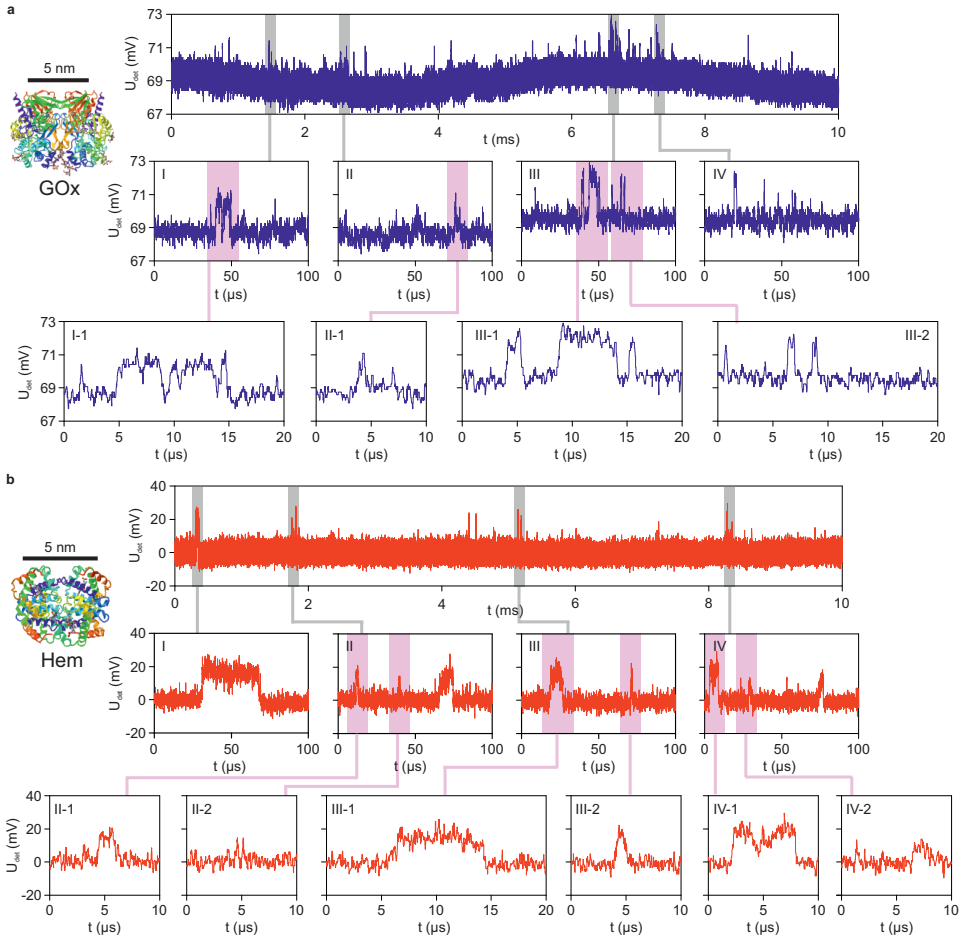 a
5 nm
GOx
73
71
69
67
U_det (mV)
0 2 4 6 8 10
t (ms)
I
73
71
69
67
U_det (mV)
0 50 100
t (µs)
II
0 50 100
t (µs)
III
0 50 100
t (µs)
IV
0 50 100
t (µs)
I-1
73
71
69
67
U_det (mV)
0 5 10 15 20
t (µs)
II-1
0 5 10
t (µs)
III-1
0 5 10 15 20
t (µs)
III-2
0 5 10 15 20
t (µs)
b
5 nm
Hem
40
20
0
-20
U_det (mV)
0 2 4 6 8 10
t (ms)
I
40
20
0
-20
U_det (mV)
0 50 100
t (µs)
II
0 50 100
t (µs)
III
0 50 100
t (µs)
IV
0 50 100
t (µs)
II-1
40
20
0
-20
U_det (mV)
0 5 10
t (µs)
II-2
0 5 10
t (µs)
III-1
0 5 10 15 20
t (µs)
III-2
0 5 10
t (µs)
IV-1
0 5 10
t (µs)
IV-2
0 5 10
t (µs)